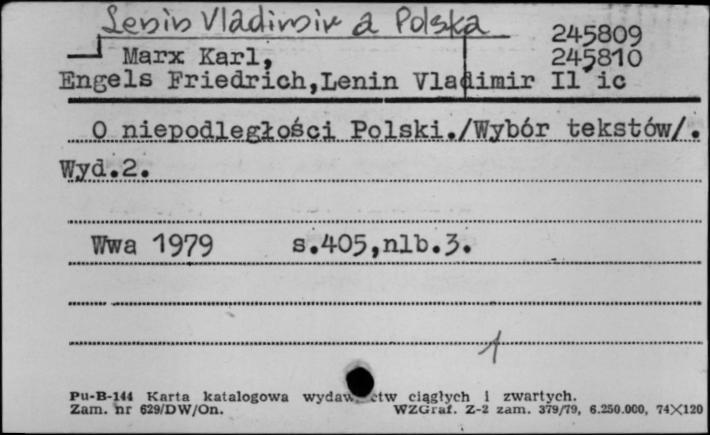 Lenin Vladimir a Polska
245809
Marx Karl,
245810
Engels Friedrich,Lenin Vladimir Il'ic
O niepodległości Polski./Wybór tekstów/.
Wyd.2.
Wwa 1979 s.405,nlb.3.
1
Pu-B-144 Karta katalogowa ciągłych i zwartych.
Zam. nr 629/DW/On. WZGraf. Z-2 zam. 379/79, 6.250.000, 74×120